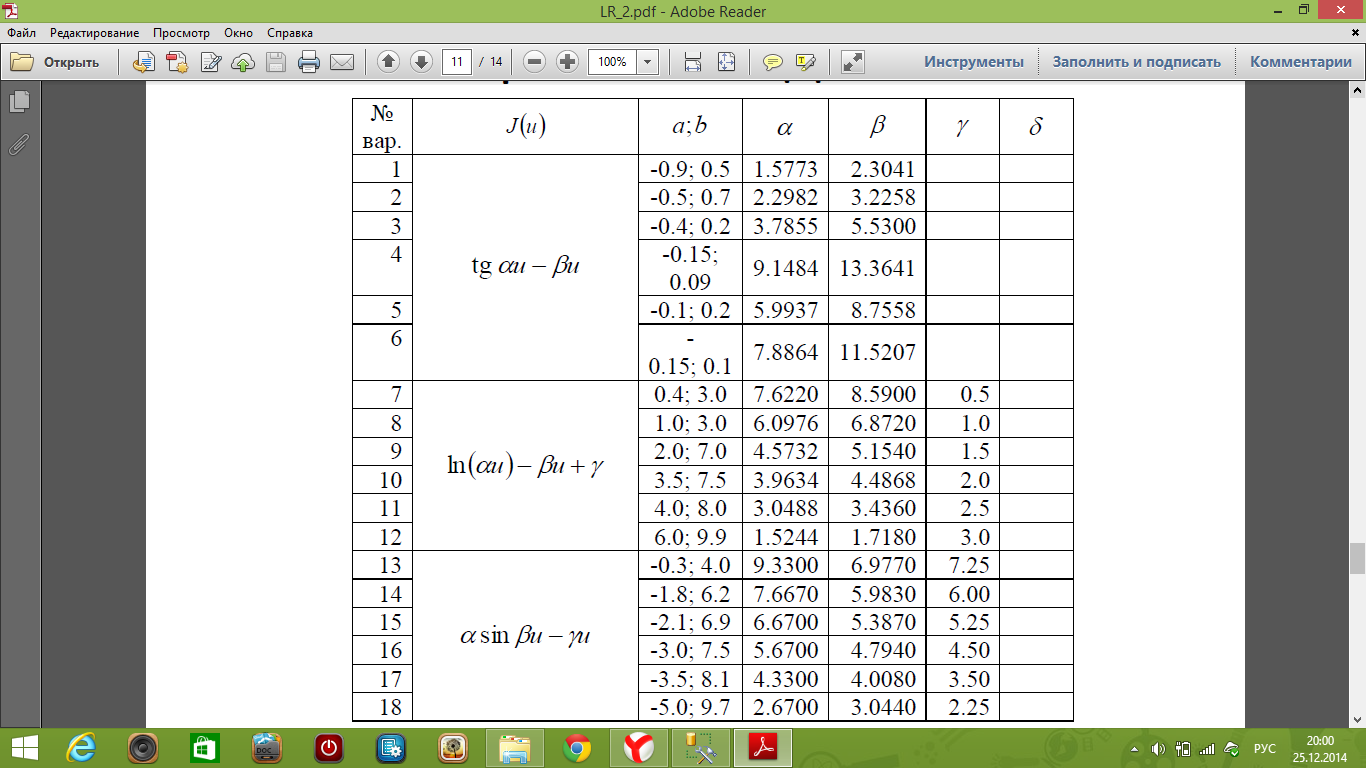 LR_2.pdf - Adobe Reader
Файл Редактирование Просмотр Окно Справка
Открыть 11 / 14 100% Инструменты Заполнить и подписать Комментарии
№ вар. J(u) a; b α β γ δ
1 -0.9; 0.5 1.5773 2.3041
2 -0.5; 0.7 2.2982 3.2258
3 -0.4; 0.2 3.7855 5.5300
4 -0.15; 0.09 9.1484 13.3641
tg αu − βu
5 -0.1; 0.2 5.9937 8.7558
6 -0.15; 0.1 7.8864 11.5207
7 0.4; 3.0 7.6220 8.5900 0.5
8 1.0; 3.0 6.0976 6.8720 1.0
9 2.0; 7.0 4.5732 5.1540 1.5
ln(αu) − βu + γ
10 3.5; 7.5 3.9634 4.4868 2.0
11 4.0; 8.0 3.0488 3.4360 2.5
12 6.0; 9.9 1.5244 1.7180 3.0
13 -0.3; 4.0 9.3300 6.9770 7.25
14 -1.8; 6.2 7.6670 5.9830 6.00
15 -2.1; 6.9 6.6700 5.3870 5.25
α sin βu − γu
16 -3.0; 7.5 5.6700 4.7940 4.50
17 -3.5; 8.1 4.3300 4.0080 3.50
18 -5.0; 9.7 2.6700 3.0440 2.25
DOC
РУС
20:00
25.12.2014